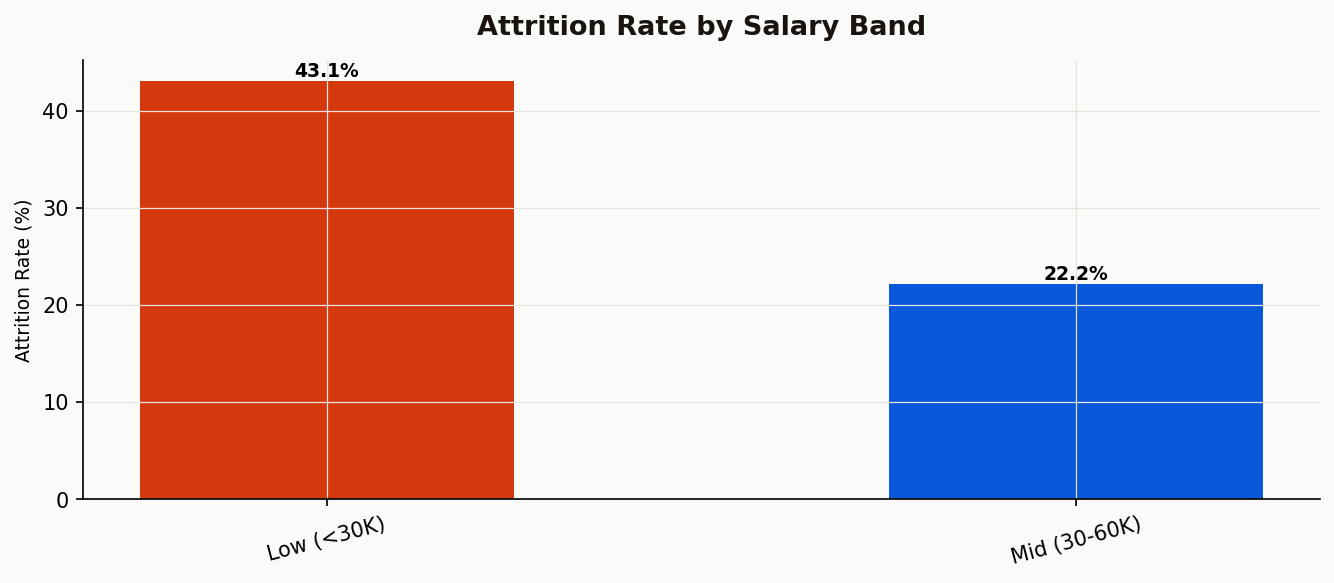 Attrition Rate by Salary Band
43.1%
40
30
22.2%
20
10
0
Attrition Rate (%)
Low (<30K)
Mid (30-60K)